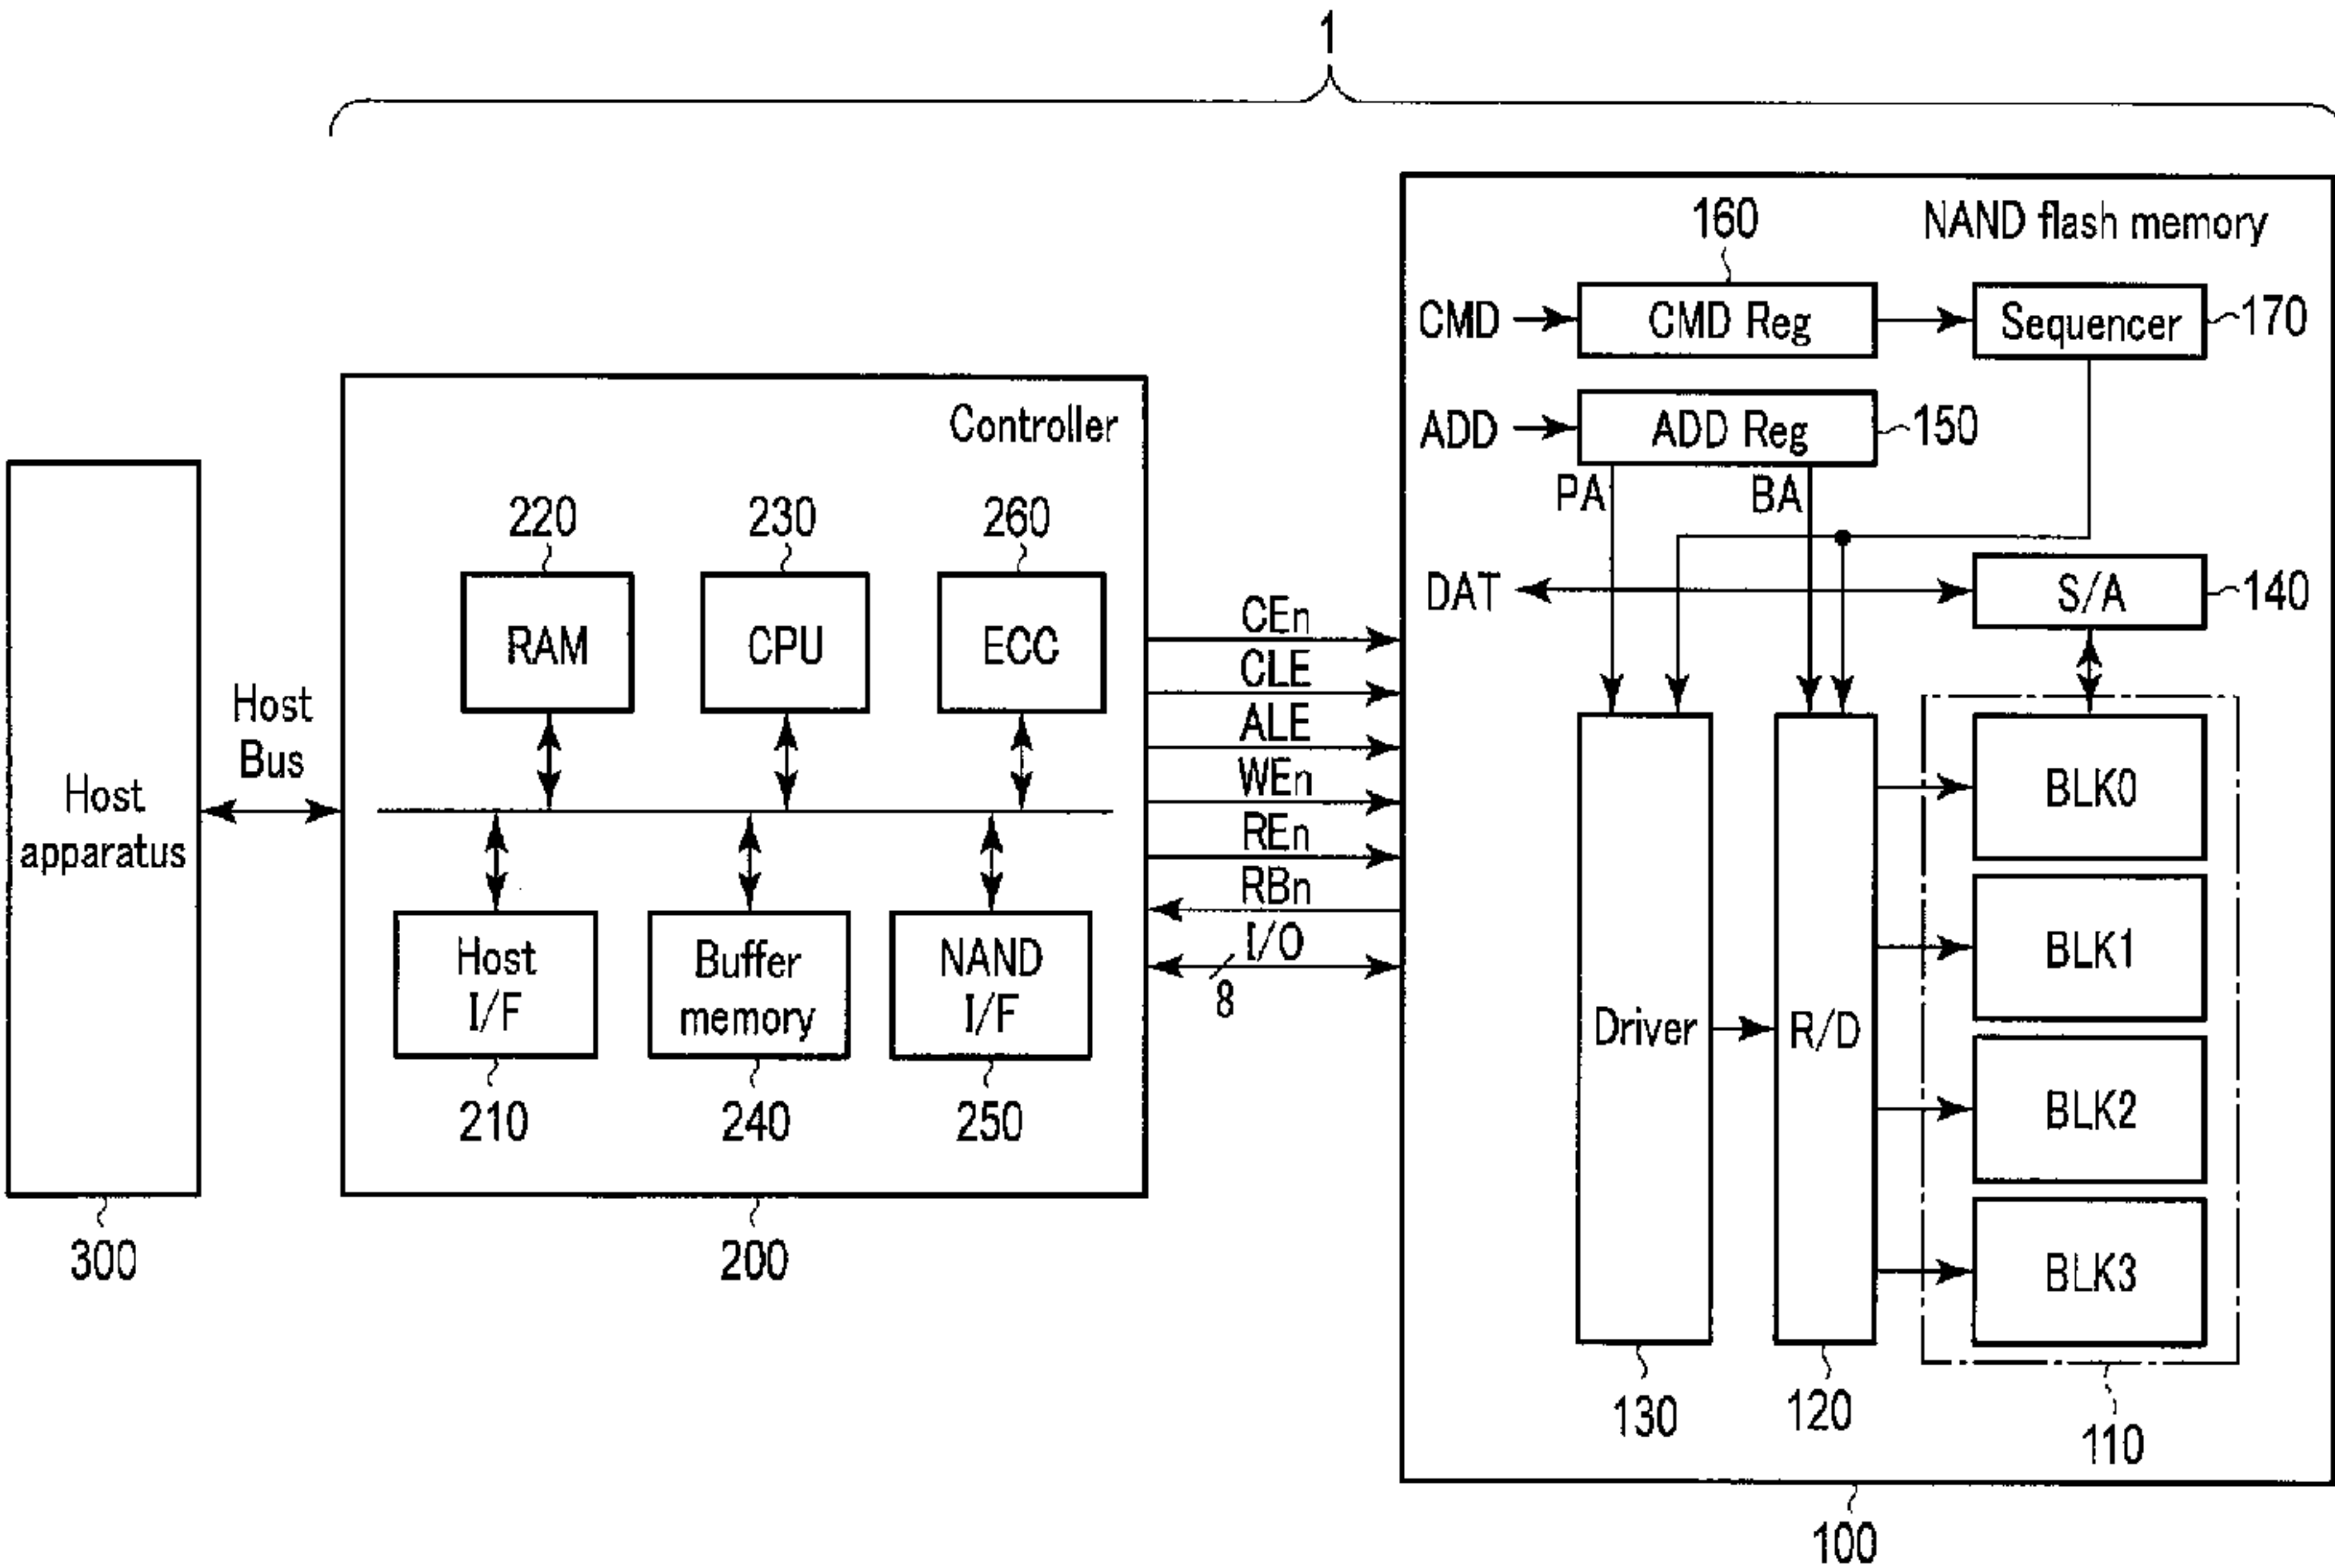 1
NAND flash memory
160
CMD
CMD Reg
Sequencer
170
ADD
ADD Reg
150
PA
BA
DAT
S/A
140
Controller
220
230
260
RAM
CPU
ECC
Host
Bus
Host
apparatus
Host
I/F
Buffer
memory
NAND
I/F
210
240
250
300
200
CEn
CLE
ALE
WEn
REn
RBn
I/O
8
Driver
R/D
BLK0
BLK1
BLK2
BLK3
130
120
110
100